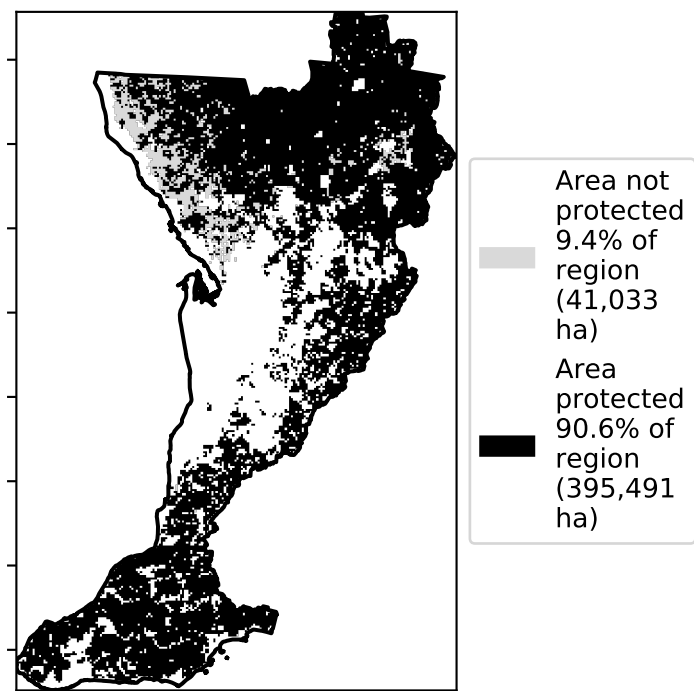 Area not
protected
9.4% of
region
(41,033
ha)
Area
protected
90.6% of
region
(395,491
ha)